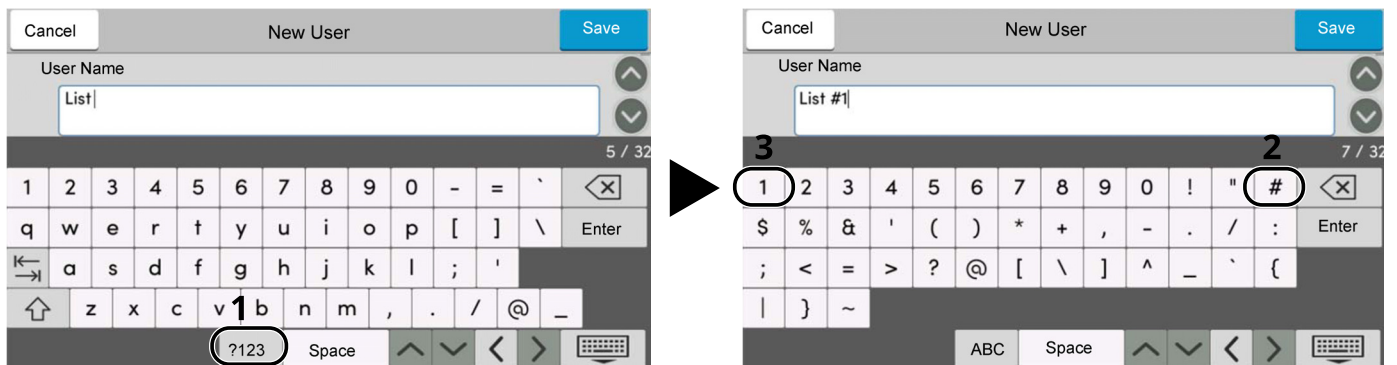 Cancel New User Save
User Name
List
5 / 32
1 2 3 4 5 6 7 8 9 0 - = `
q w e r t y u i o p [ ] \ Enter
a s d f g h j k l ; '
z x c v b n m , . / @ _
1
?123 Space
Cancel New User Save
User Name
List #1
3 2 7 / 32
1 2 3 4 5 6 7 8 9 0 ! " #
$ % & ' ( ) * + , - . / : Enter
; < = > ? @ [ \ ] ^ _ ` {
| } ~
ABC Space